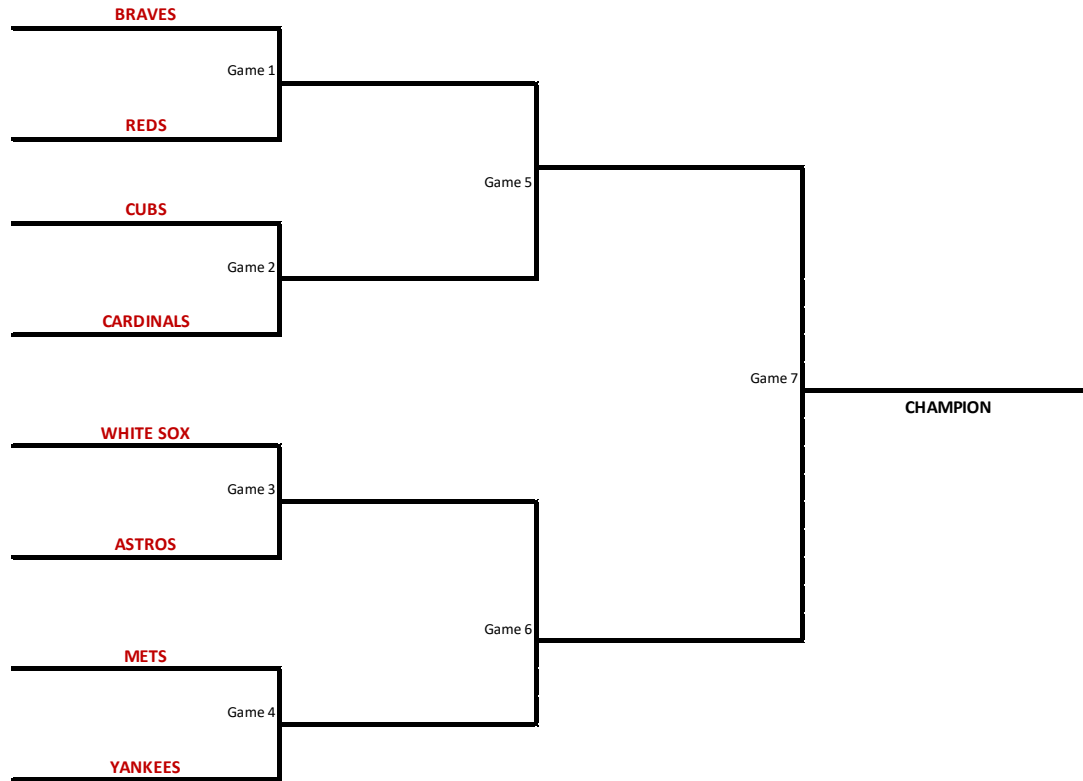 BRAVES
Game 1
REDS
Game 5
CUBS
Game 2
CARDINALS
Game 7
CHAMPION
WHITE SOX
Game 3
ASTROS
Game 6
METS
Game 4
YANKEES